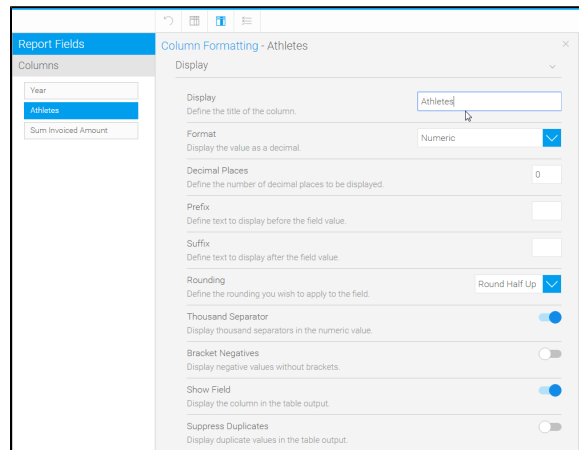 Report Fields
Columns
Year
Athletes
Sum Invoiced Amount
Column Formatting - Athletes
Display
Display
Define the title of the column.
Athletes
Format
Display the value as a decimal.
Numeric
Decimal Places
Define the number of decimal places to be displayed.
0
Prefix
Define text to display before the field value.
Suffix
Define text to display after the field value.
Rounding
Define the rounding you wish to apply to the field.
Round Half Up
Thousand Separator
Display thousand separators in the numeric value.
Bracket Negatives
Display negative values without brackets.
Show Field
Display the column in the table output.
Suppress Duplicates
Display duplicate values in the table output.